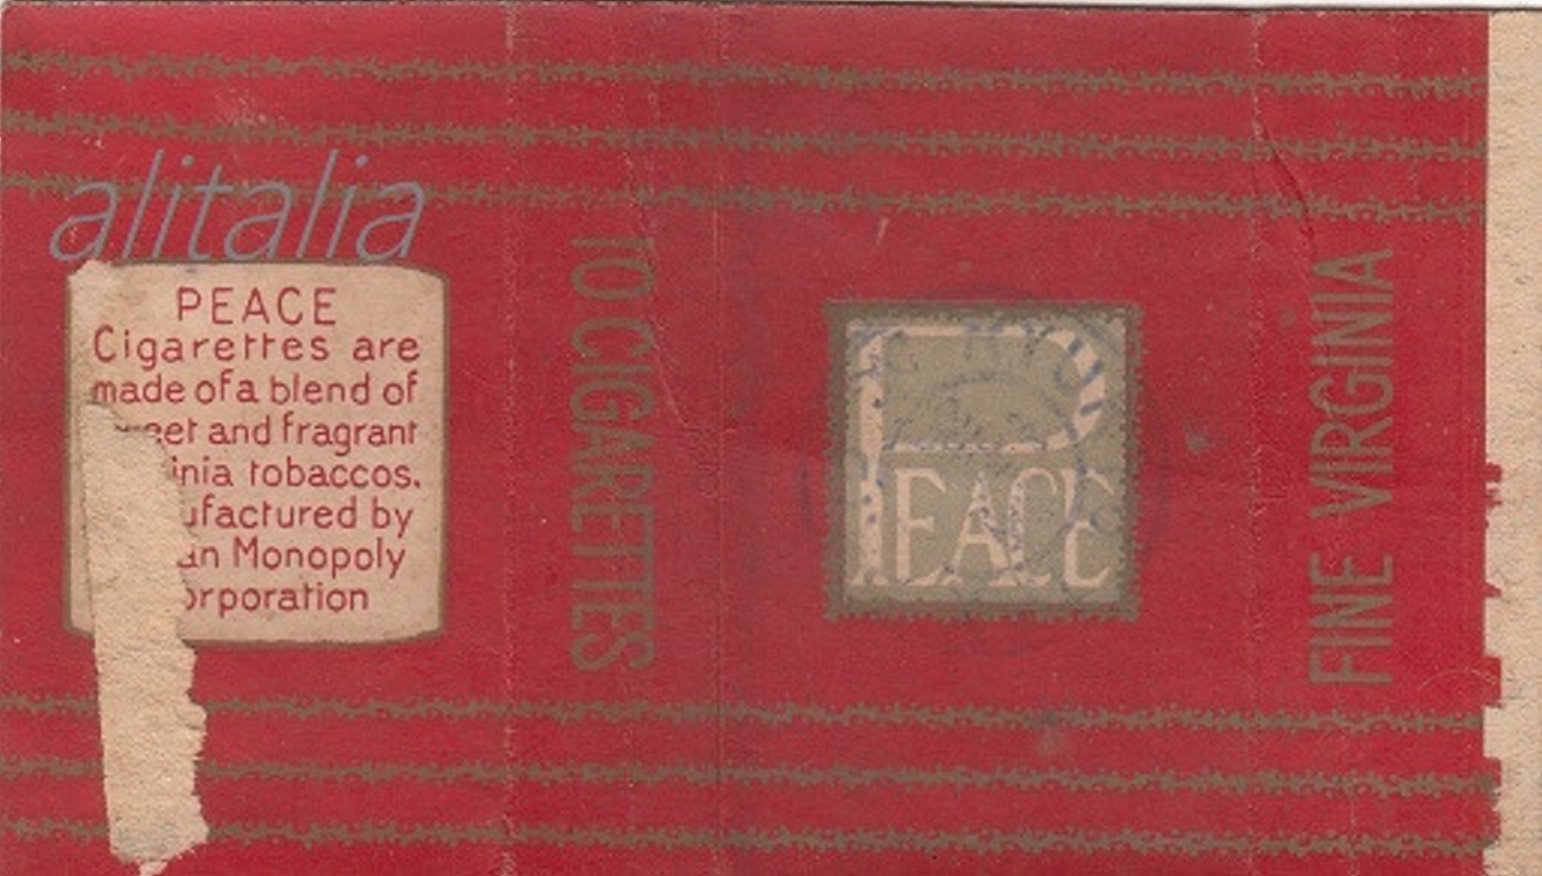 alitalia
PEACE
Cigarettes are
made of a blend of
eet and fragrant
inia tobaccos.
ufactured by
an Monopoly
orporation
10 CIGARETTES
PEACE
FINE VIRGINIA